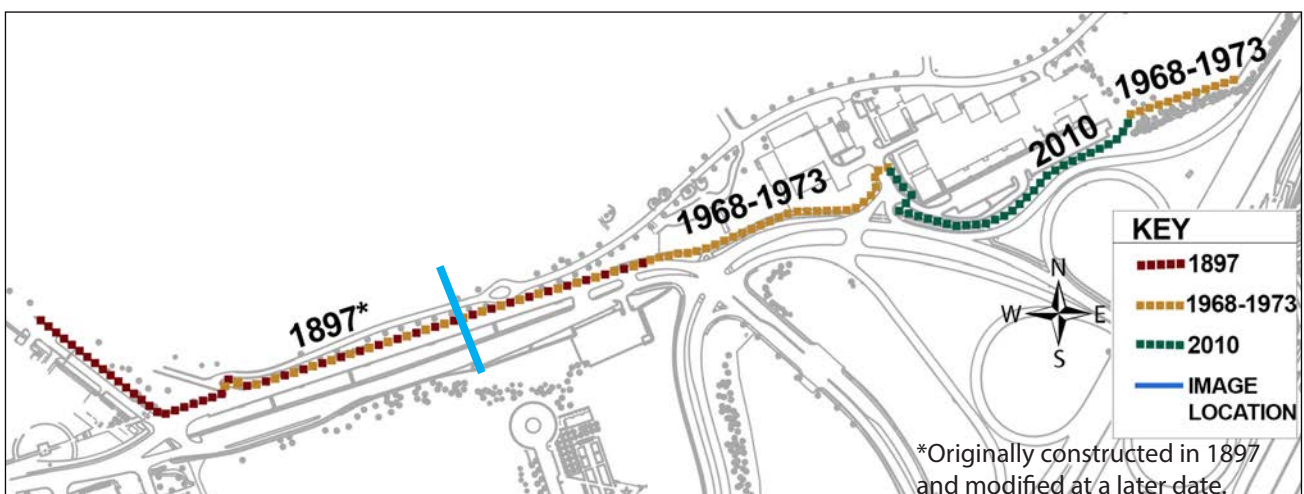 1968-1973
2010
1968-1973
1897*
KEY
1897
1968-1973
2010
IMAGE
LOCATION
N
W E
S
*Originally constructed in 1897
and modified at a later date.